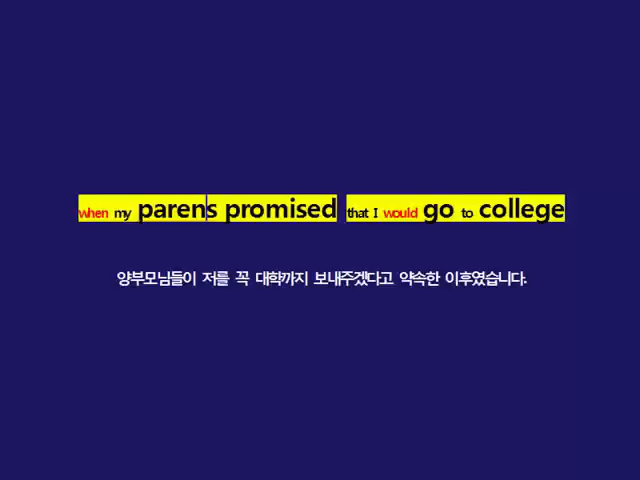 when my parens promised that I would go to college
양부모님들이 저를 꼭 대학까지 보내주겠다고 약속한 이후였습니다.